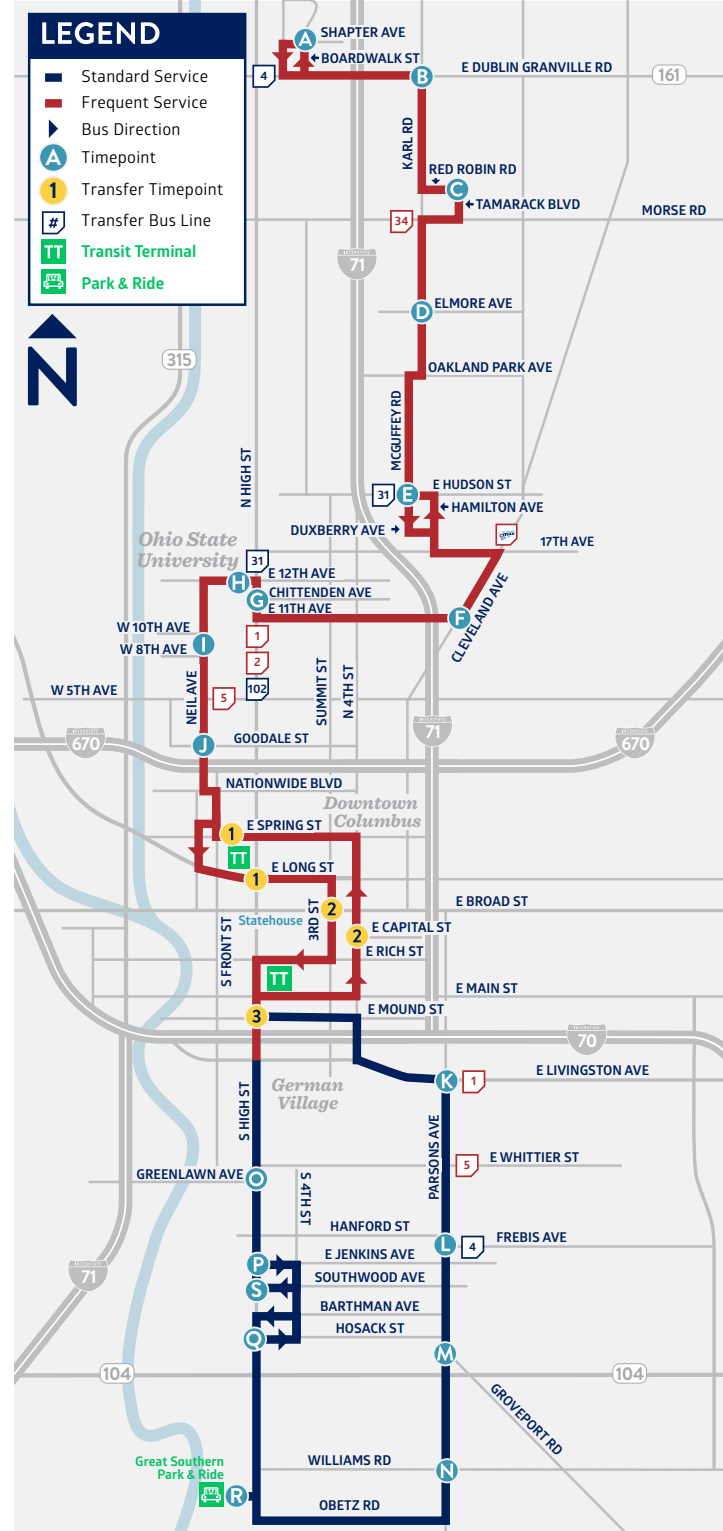 LEGEND
Standard Service
Frequent Service
Bus Direction
A Timepoint
1 Transfer Timepoint
# Transfer Bus Line
TT Transit Terminal
Park & Ride
N
A SHAPTER AVE
BOARDWALK ST
4
B E DUBLIN GRANVILLE RD
161
KARL RD
RED ROBIN RD
C
TAMARACK BLVD
34
MORSE RD
71
D ELMORE AVE
315
OAKLAND PARK AVE
MCGUFFEY RD
N HIGH ST
31 E E HUDSON ST
HAMILTON AVE
DUXBERRY AVE
17TH AVE
Ohio State
University
31
H E 12TH AVE
G CHITTENDEN AVE
E 11TH AVE
F
CLEVELAND AVE
W 10TH AVE
I
W 8TH AVE
1
2
102
5
NEIL AVE
SUMMIT ST
N 4TH ST
W 5TH AVE
J GOODALE ST
670
71
670
NATIONWIDE BLVD
Downtown
Columbus
1 E SPRING ST
TT
1 E LONG ST
2
E BROAD ST
Statehouse
3RD ST
S FRONT ST
2 E CAPITAL ST
E RICH ST
TT
E MAIN ST
3 E MOUND ST
70
K 1
E LIVINGSTON AVE
German
Village
S HIGH ST
PARSONS AVE
5 E WHITTIER ST
GREENLAWN AVE O
S 4TH ST
HANFORD ST
L 4
FREBIS AVE
P E JENKINS AVE
71
S SOUTHWOOD AVE
BARTHMAN AVE
Q HOSACK ST
M
104
104
GROVEPORT RD
Great Southern
Park & Ride
WILLIAMS RD
N
R
OBETZ RD